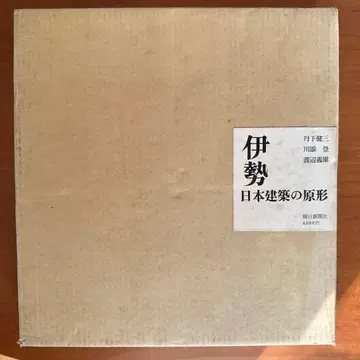 伊勢
日本建築の原形
丹下健三
川添 登
渡辺義雄
朝日新聞社